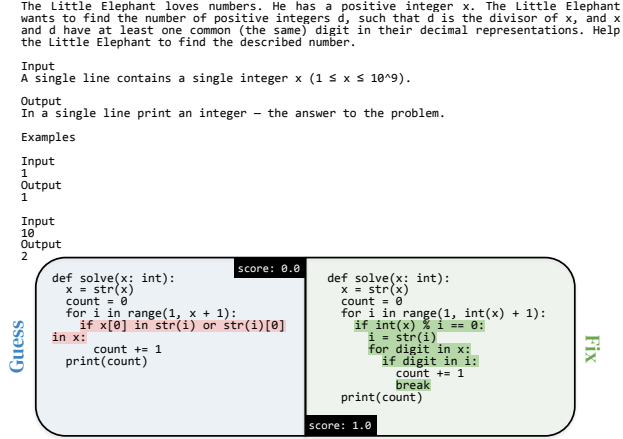 The Little Elephant loves numbers. He has a positive integer x. The Little Elephant
wants to find the number of positive integers d, such that d is the divisor of x, and x
and d have at least one common (the same) digit in their decimal representations. Help
the Little Elephant to find the described number.
Input
A single line contains a single integer x (1 ≤ x ≤ 10^9).
Output
In a single line print an integer — the answer to the problem.
Examples
Input
1
Output
1
Input
10
Output
2
Guess
score: 0.0
def solve(x: int):
x = str(x)
count = 0
for i in range(1, x + 1):
if x[0] in str(i) or str(i)[0]
in x:
count += 1
print(count)
def solve(x: int):
x = str(x)
count = 0
for i in range(1, int(x) + 1):
if int(x) % i == 0:
i = str(i)
for digit in x:
if digit in i:
count += 1
break
print(count)
score: 1.0
Fix